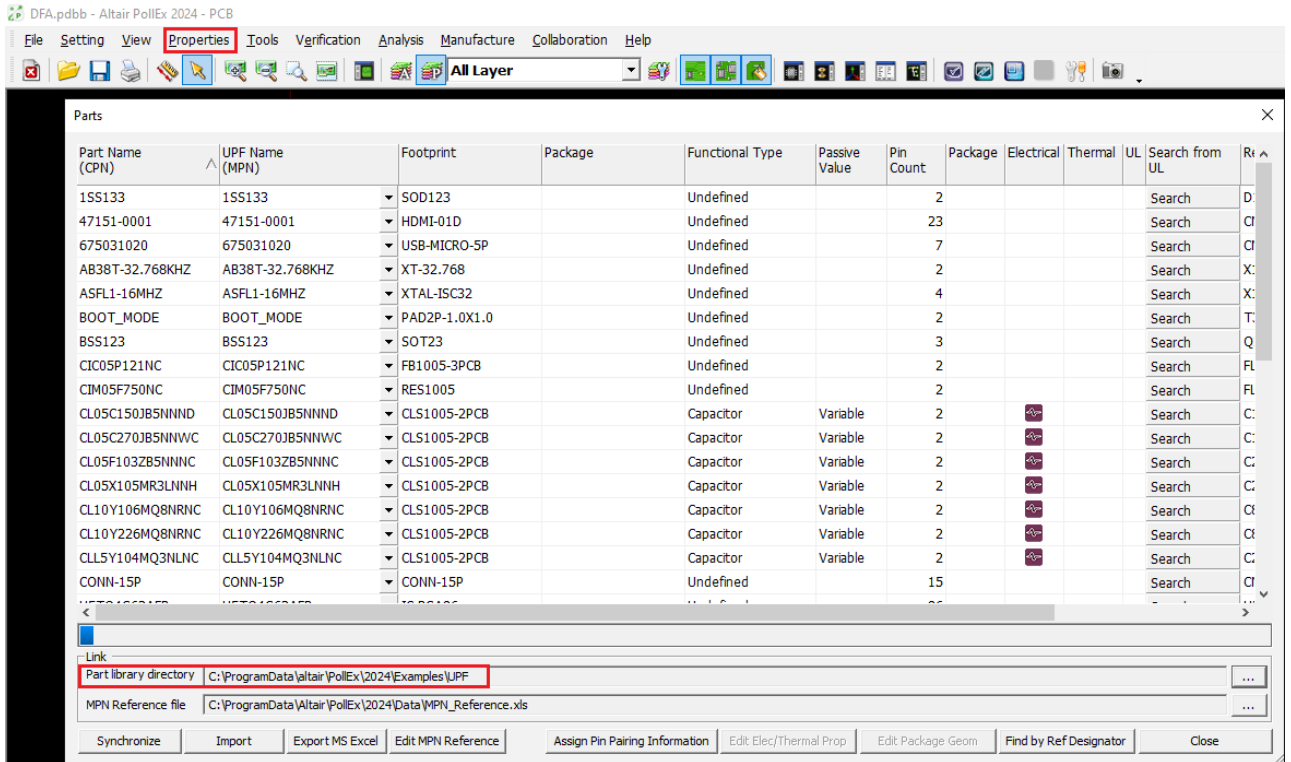 DFA.pdbb - Altair PollEx 2024 - PCB
File Setting View Properties Tools Verification Analysis Manufacture Collaboration Help
All Layer
Parts
Part Name (CPN) UPF Name (MPN) Footprint Package Functional Type Passive Value Pin Count Package Electrical Thermal UL Search from UL
1SS133 1SS133 SOD123 Undefined 2 Search
47151-0001 47151-0001 HDMI-01D Undefined 23 Search
675031020 675031020 USB-MICRO-5P Undefined 7 Search
AB38T-32.768KHZ AB38T-32.768KHZ XT-32.768 Undefined 2 Search
ASFL1-16MHZ ASFL1-16MHZ XTAL-ISC32 Undefined 4 Search
BOOT_MODE BOOT_MODE PAD2P-1.0X1.0 Undefined 2 Search
BSS123 BSS123 SOT23 Undefined 3 Search
CIC05P121NC CIC05P121NC FB1005-3PCB Undefined 2 Search
CIM05F750NC CIM05F750NC RES1005 Undefined 2 Search
CL05C150JB5NNND CL05C150JB5NNND CLS1005-2PCB Capacitor Variable 2 Search
CL05C270JB5NNWC CL05C270JB5NNWC CLS1005-2PCB Capacitor Variable 2 Search
CL05F103ZB5NNNC CL05F103ZB5NNNC CLS1005-2PCB Capacitor Variable 2 Search
CL05X105MR3LNNH CL05X105MR3LNNH CLS1005-2PCB Capacitor Variable 2 Search
CL10Y106MQ8NRNC CL10Y106MQ8NRNC CLS1005-2PCB Capacitor Variable 2 Search
CL10Y226MQ8NRNC CL10Y226MQ8NRNC CLS1005-2PCB Capacitor Variable 2 Search
CLL5Y104MQ3NLNC CLL5Y104MQ3NLNC CLS1005-2PCB Capacitor Variable 2 Search
CONN-15P CONN-15P CONN-15P Undefined 15 Search
Link
Part library directory C:\ProgramData\altair\PollEx\2024\Examples\UPF ...
MPN Reference file C:\ProgramData\Altair\PollEx\2024\Data\MPN_Reference.xls ...
Synchronize Import Export MS Excel Edit MPN Reference Assign Pin Pairing Information Edit Elec/Thermal Prop Edit Package Geom Find by Ref Designator Close